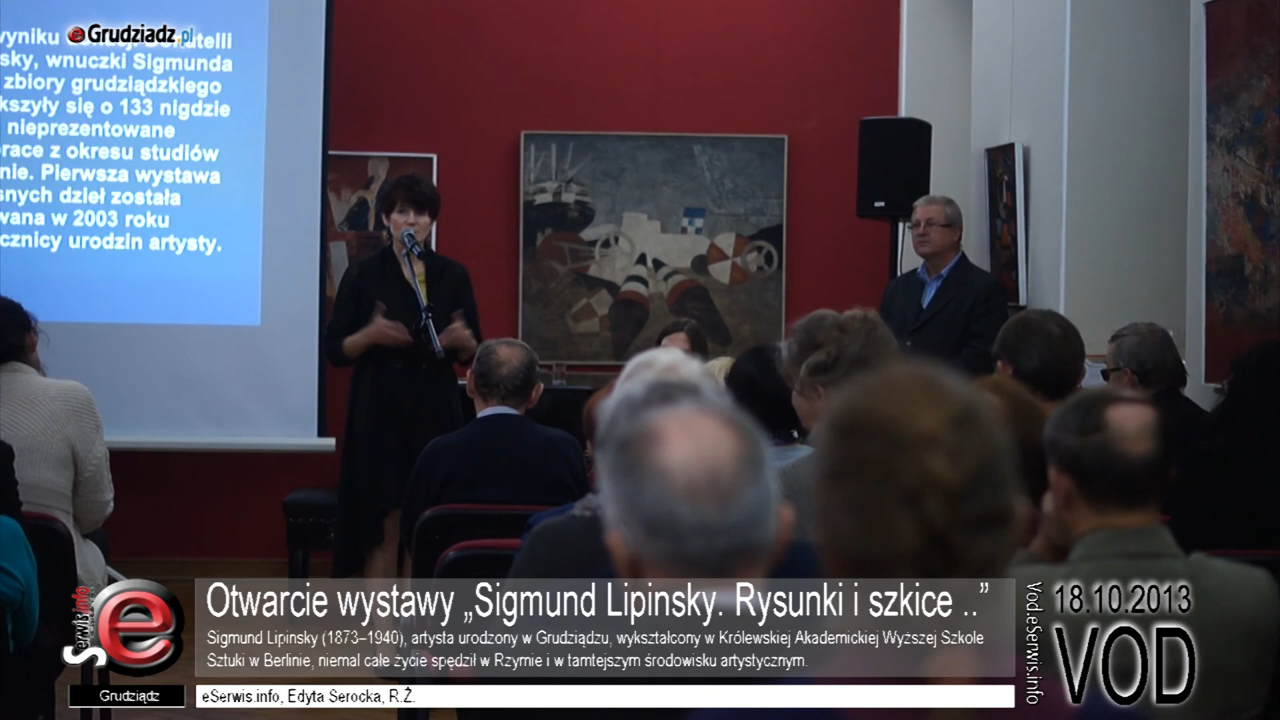 eGrudziadz.pl
wyniku
sky, wnuczki Sigmunda
zbiory grudziądzkiego
kszyły się o 133 nigdzie
nieprezentowane
race z okresu studiów
nie. Pierwsza wystawa
snych dzieł została
wana w 2003 roku
cznicy urodzin artysty.
Otwarcie wystawy „Sigmund Lipinsky. Rysunki i szkice ..”
Sigmund Lipinsky (1873–1940), artysta urodzony w Grudziądzu, wykształcony w Królewskiej Akademickiej Wyższej Szkole
Sztuki w Berlinie, niemal całe życie spędził w Rzymie i w tamtejszym środowisku artystycznym.
eSerwis.info
Grudziądz
eSerwis.info, Edyta Serocka, R.Ż.
Vod.eSerwis.info
18.10.2013
VOD